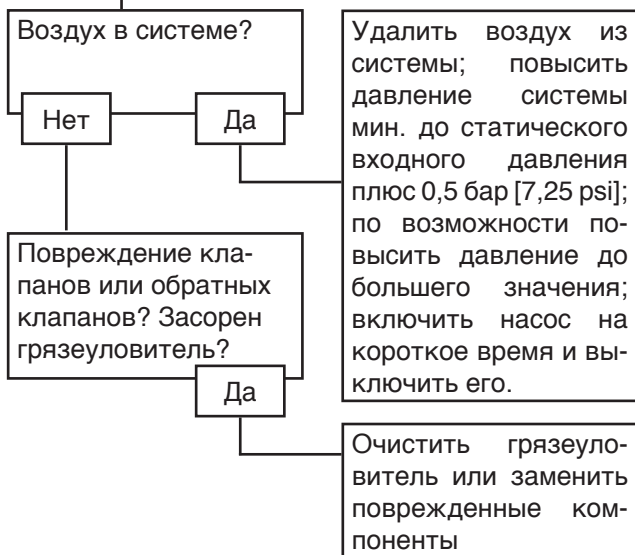 Воздух в системе?
Нет
Да
Удалить воздух из
системы; повысить
давление системы
мин. до статического
входного давления
плюс 0,5 бар [7,25 psi];
по возможности по-
высить давление до
большего значения;
включить насос на
короткое время и вы-
ключить его.
Повреждение кла-
панов или обратных
клапанов? Засорен
грязеуловитель?
Да
Очистить грязеуло-
витель или заменить
поврежденные ком-
поненты